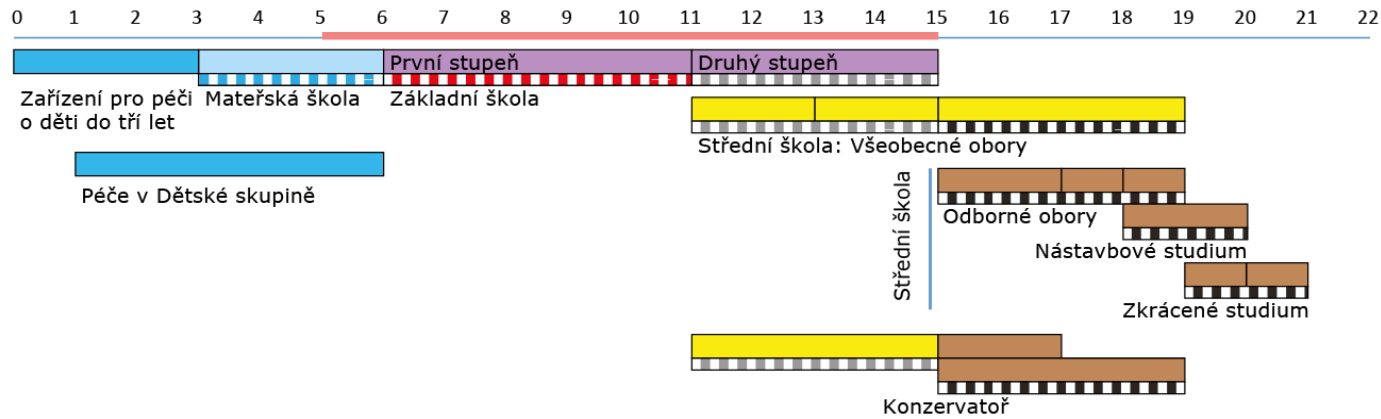 0 1 2 3 4 5 6 7 8 9 10 11 12 13 14 15 16 17 18 19 20 21 22
První stupeň Druhý stupeň
Zařízení pro péči
o děti do tří let
Mateřská škola
Základní škola
Střední škola: Všeobecné obory
Péče v Dětské skupině
Střední škola
Odborné obory
Nástavbové studium
Zkrácené studium
Konzervatoř